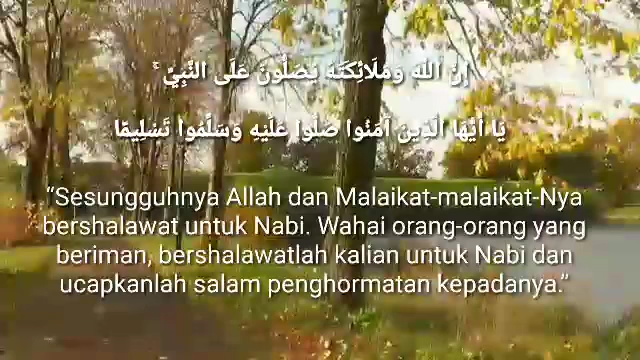 إِنَّ اللَّهَ وَمَلَائِكَتَهُ يُصَلُّونَ عَلَى النَّبِيِّ ۚ
يَا أَيُّهَا الَّذِينَ آمَنُوا صَلُّوا عَلَيْهِ وَسَلِّمُوا تَسْلِيمًا
“Sesungguhnya Allah dan Malaikat-malaikat-Nya
bershalawat untuk Nabi. Wahai orang-orang yang
beriman, bershalawatlah kalian untuk Nabi dan
ucapkanlah salam penghormatan kepadanya.”